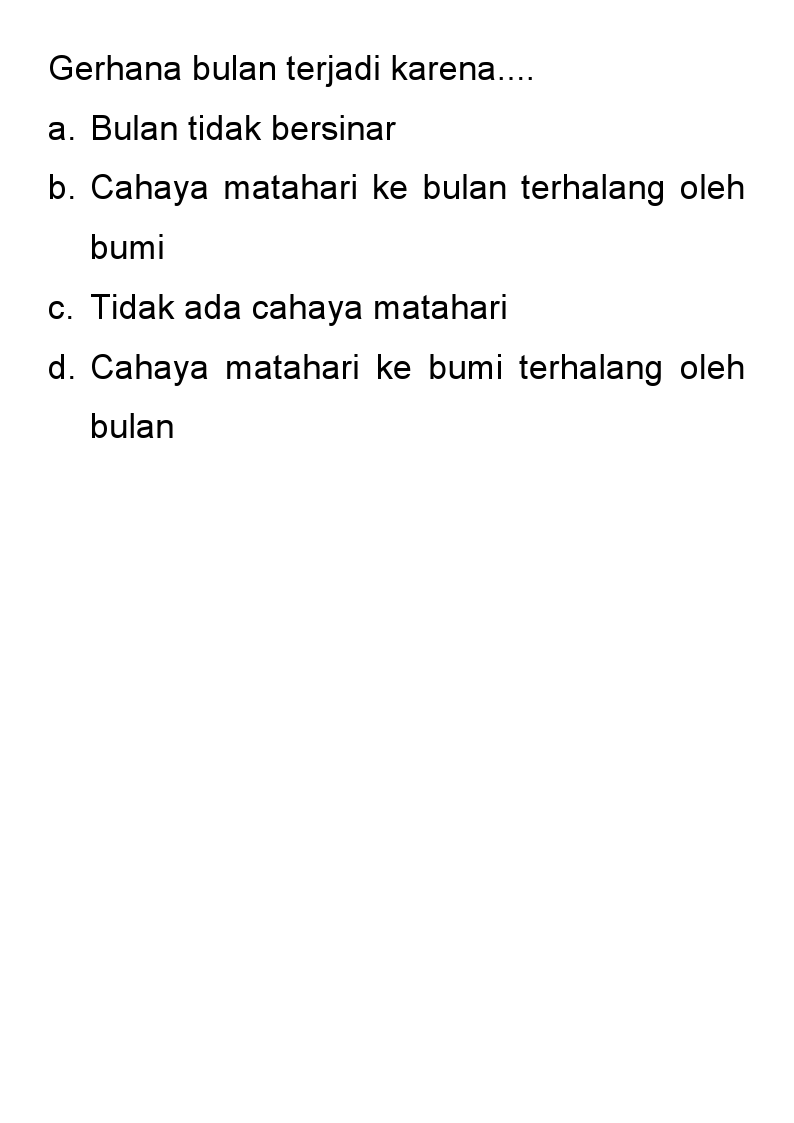 Gerhana bulan terjadi karena....
a. Bulan tidak bersinar
b. Cahaya matahari ke bulan terhalang oleh
bumi
c. Tidak ada cahaya matahari
d. Cahaya matahari ke bumi terhalang oleh
bulan